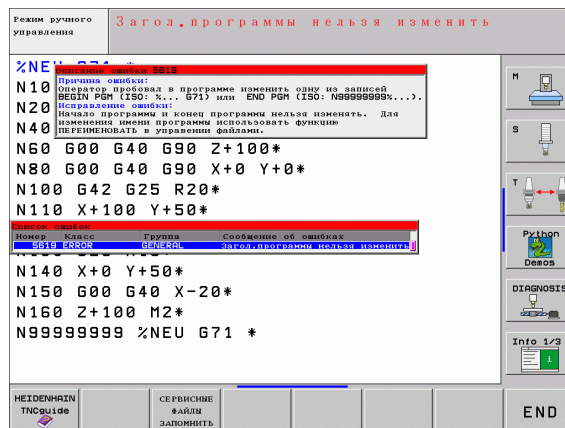 Режим ручного
управления
Загол.программы нельзя изменить
%NEU G71 *
Описание ошибки 5619
Причина ошибки:
Оператор пробовал в программе изменить одну из записей
BEGIN PGM (ISO: %... G71) или END PGM (ISO: N99999999%...).
Исправление ошибки:
Начало программы и конец программы нельзя изменять. Для
изменения имени программы использовать функцию
ПЕРЕИМЕНОВАТЬ в управении файлами.
N10
N20
N40
N60 G00 G40 G90 Z+100*
N80 G00 G40 G90 X+0 Y+0*
N100 G42 G25 R20*
N110 X+100 Y+50*
Список ошибок
Номер Класс Группа Сообщение об ошибках
5619 ERROR GENERAL Загол.программы нельзя изменить
N140 X+0 Y+50*
N150 G00 G40 X-20*
N160 Z+100 M2*
N99999999 %NEU G71 *
M
S
T
Python
Demos
DIAGNOSIS
Info 1/3
HEIDENHAIN
TNCguide
СЕРВИСНЫЕ
ФАЙЛЫ
ЗАПОМНИТЬ
END